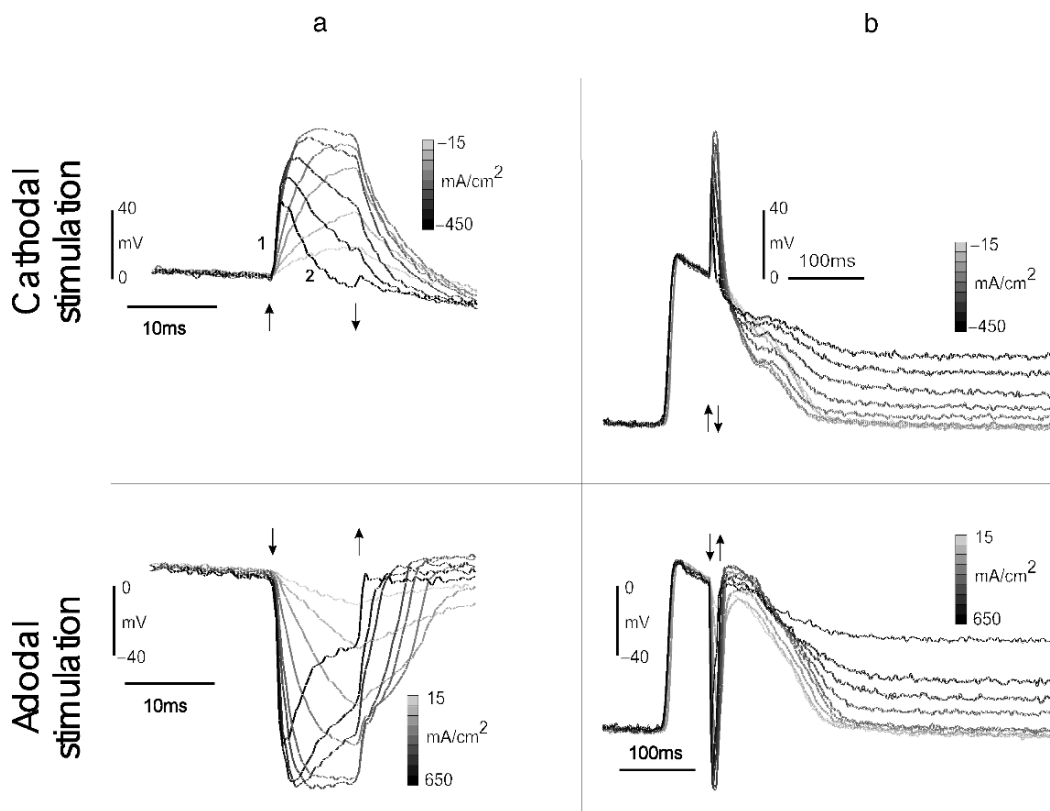 a
b
Cathodal
stimulation
40
mV
0
1
2
10ms
−15
mA/cm2
−450
40
mV
0
100ms
−15
mA/cm2
−450
Adodal
stimulation
0
mV
−40
10ms
15
mA/cm2
650
0
mV
−40
100ms
15
mA/cm2
650